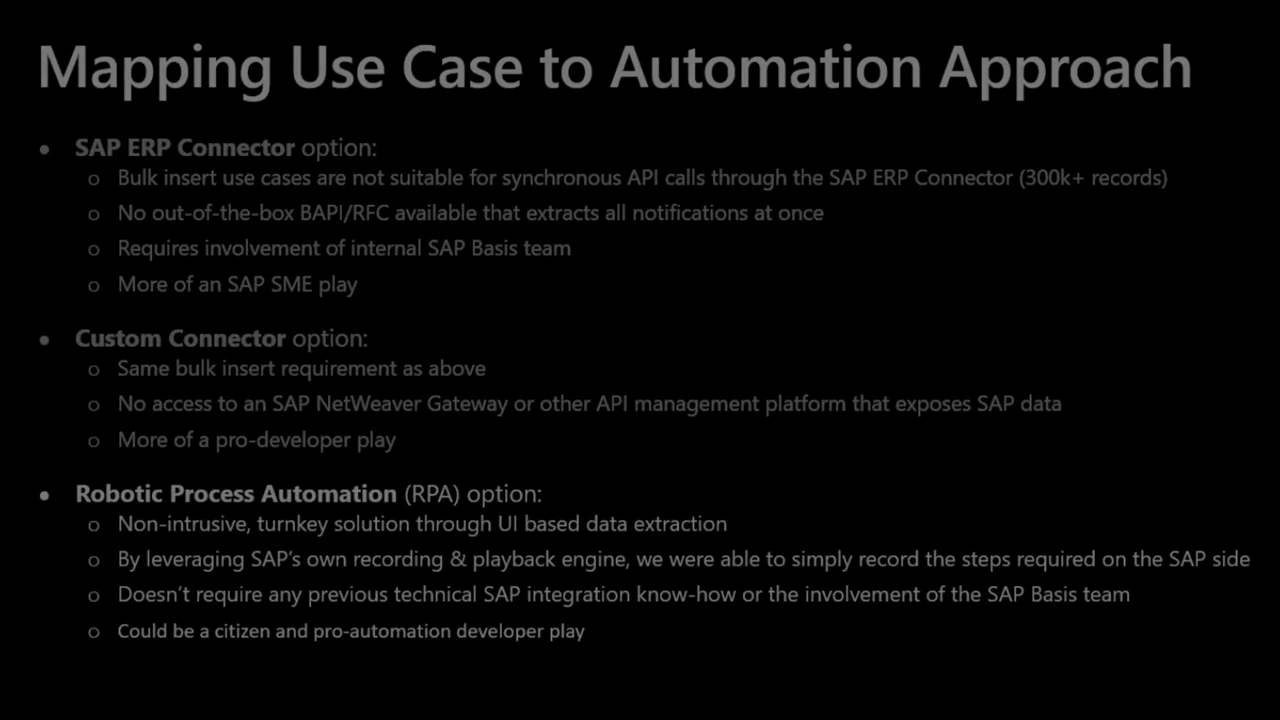 Mapping Use Case to Automation Approach
• SAP ERP Connector option:
o Bulk insert use cases are not suitable for synchronous API calls through the SAP ERP Connector (300k+ records)
o No out-of-the-box BAPI/RFC available that extracts all notifications at once
o Requires involvement of internal SAP Basis team
o More of an SAP SME play
• Custom Connector option:
o Same bulk insert requirement as above
o No access to an SAP NetWeaver Gateway or other API management platform that exposes SAP data
o More of a pro-developer play
• Robotic Process Automation (RPA) option:
o Non-intrusive, turnkey solution through UI based data extraction
o By leveraging SAP's own recording & playback engine, we were able to simply record the steps required on the SAP side
o Doesn't require any previous technical SAP integration know-how or the involvement of the SAP Basis team
o Could be a citizen and pro-automation developer play